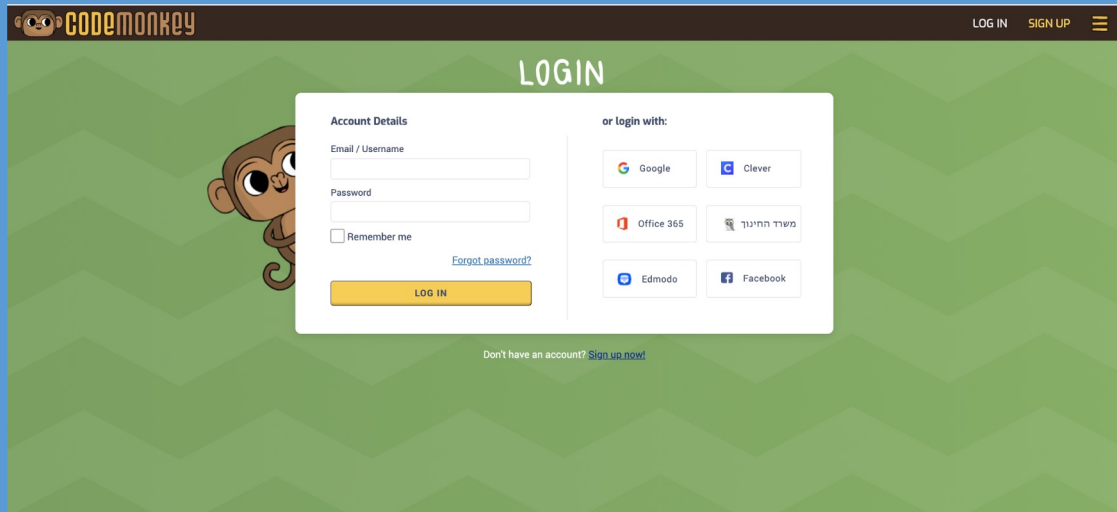 CODEMONKEY
LOG IN SIGN UP
LOGIN
Account Details
Email / Username
Password
Remember me
Forgot password?
LOG IN
or login with:
Google Clever
Office 365 משרד החינוך
Edmodo Facebook
Don't have an account? Sign up now!